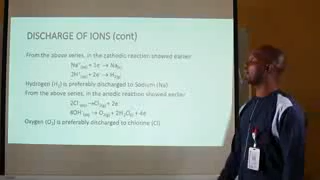 DISCHARGE OF IONS (cont)
From the above series, in the cathodic reaction showed earlier
Na⁺(aq) + 1e⁻ → Na(s)
2H⁺(aq) + 2e⁻ → H₂(g)
Hydrogen (H₂) is preferably discharged to Sodium (Na)
From the above series, in the anodic reaction showed earlier
2Cl⁻(aq) →Cl₂(g) + 2e⁻
8OH⁻(aq) → O₂(g) + 2H₂O(l) + 4e
Oxygen (O₂) is preferably discharged to chlorine (Cl)